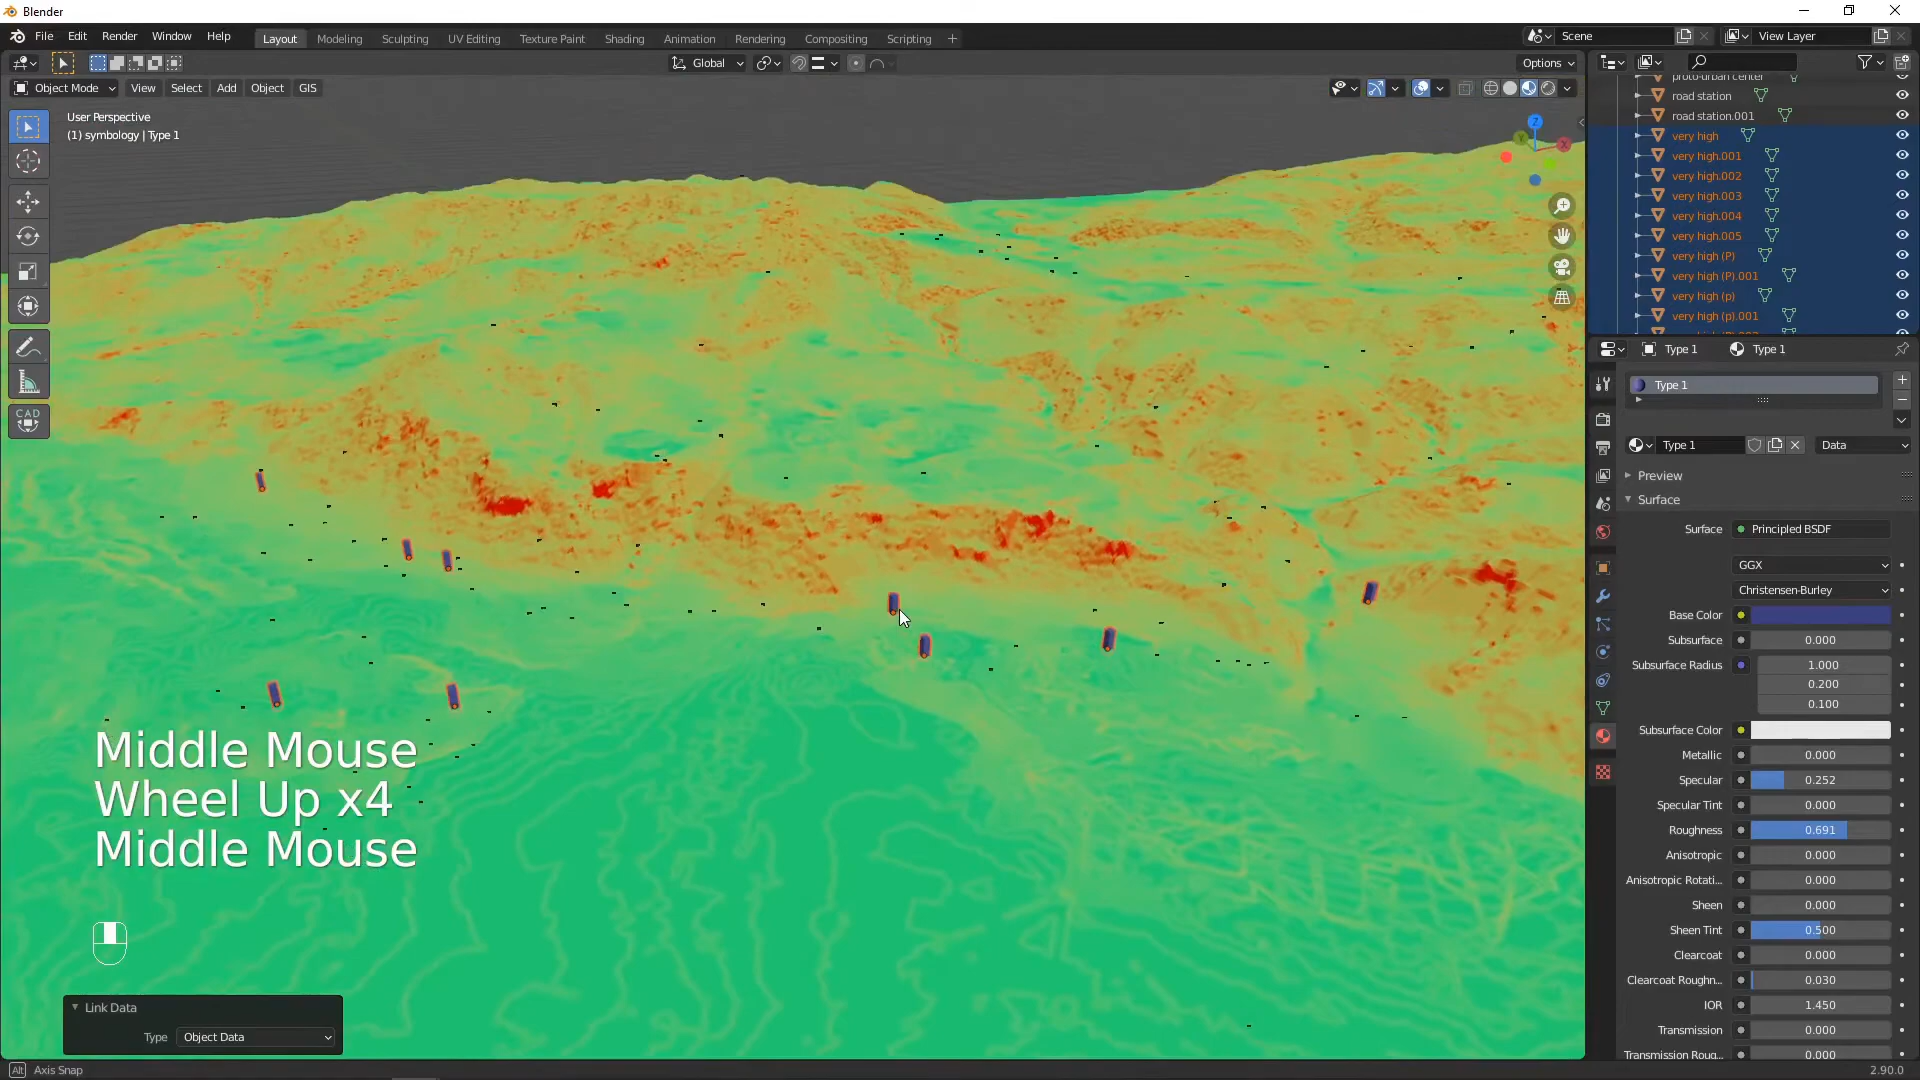 Blender
File Edit Render Window Help
Layout Modeling Sculpting UV Editing Texture Paint Shading Animation Rendering Compositing Scripting +
Scene
View Layer
Global
Options
Object Mode View Select Add Object GIS
User Perspective
(1) symbology | Type 1
CAD
Z
Y
X
proto-urban center
road station
road station.001
very high
very high.001
very high.002
very high.003
very high.004
very high.005
very high (P)
very high (P).001
very high (p)
very high (p).001
Type 1
Type 1
Type 1
Type 1
Data
Preview
Surface
Surface Principled BSDF
GGX
Christensen-Burley
Base Color
Subsurface 0.000
Subsurface Radius 1.000
0.200
0.100
Subsurface Color
Metallic 0.000
Specular 0.252
Specular Tint 0.000
Roughness 0.691
Anisotropic 0.000
Anisotropic Rotati... 0.000
Sheen 0.000
Sheen Tint 0.500
Clearcoat 0.000
Clearcoat Roughn... 0.030
IOR 1.450
Transmission 0.000
Transmission Roug... 0.000
Middle Mouse
Wheel Up x4
Middle Mouse
Link Data
Type Object Data
Alt Axis Snap
2.90.0